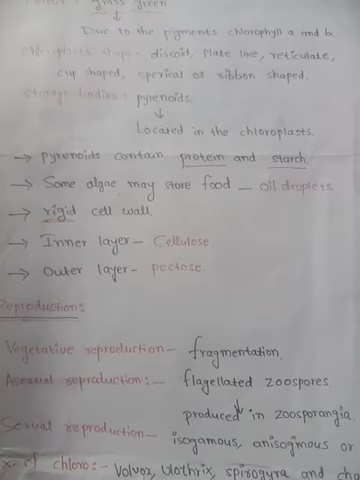 grass green
↓
Due to the pigments chlorophyll a and b
chloroplasts shape - discoid, plate like, reticulate,
cup shaped, sperical or ribbon shaped.
Storage bodies : pyrenoids.
↓
Located in the chloroplasts.
→ pyrenoids contain protein and starch.
→ Some algae may store food - oil droplets
→ rigid cell wall.
→ Inner layer - Cellulose
→ Outer layer - pectose.
Reproduction:
Vegetative reproduction - fragmentation.
Asexual reproduction :- flagellated zoospores.
↓
produced in zoosporangia.
Sexual reproduction - isogamous, anisogmous or
x. of chloro :- Volvox, Ulothrix, spirogyra and cha